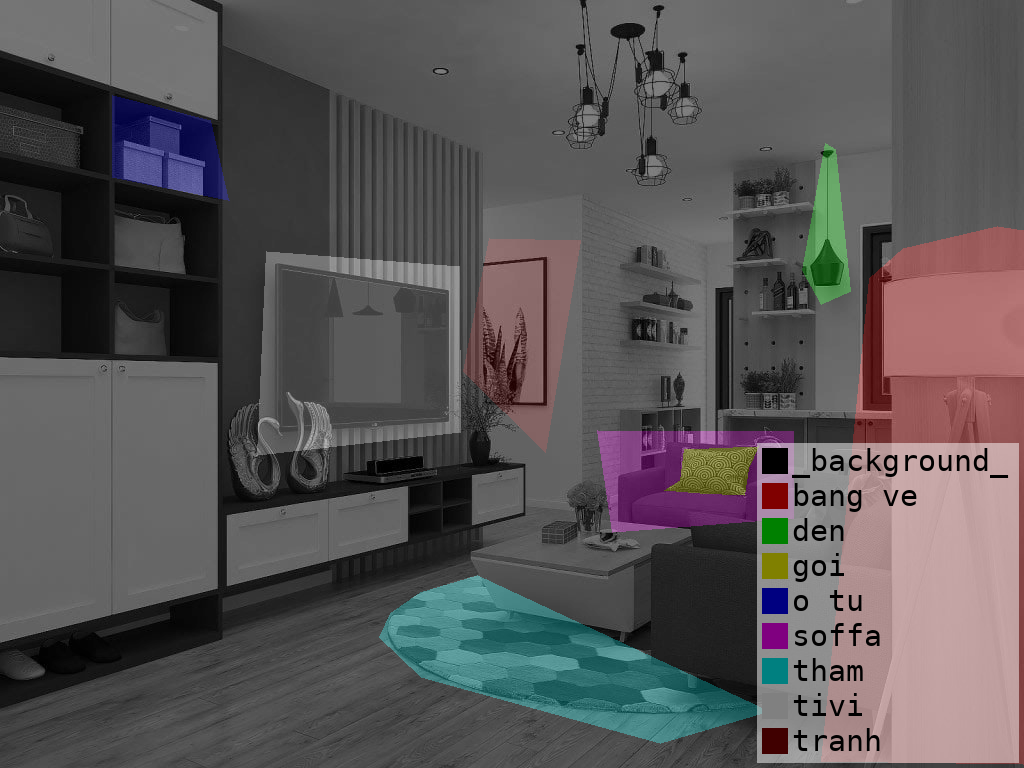 _background_
bang ve
den
goi
o tu
soffa
tham
tivi
tranh